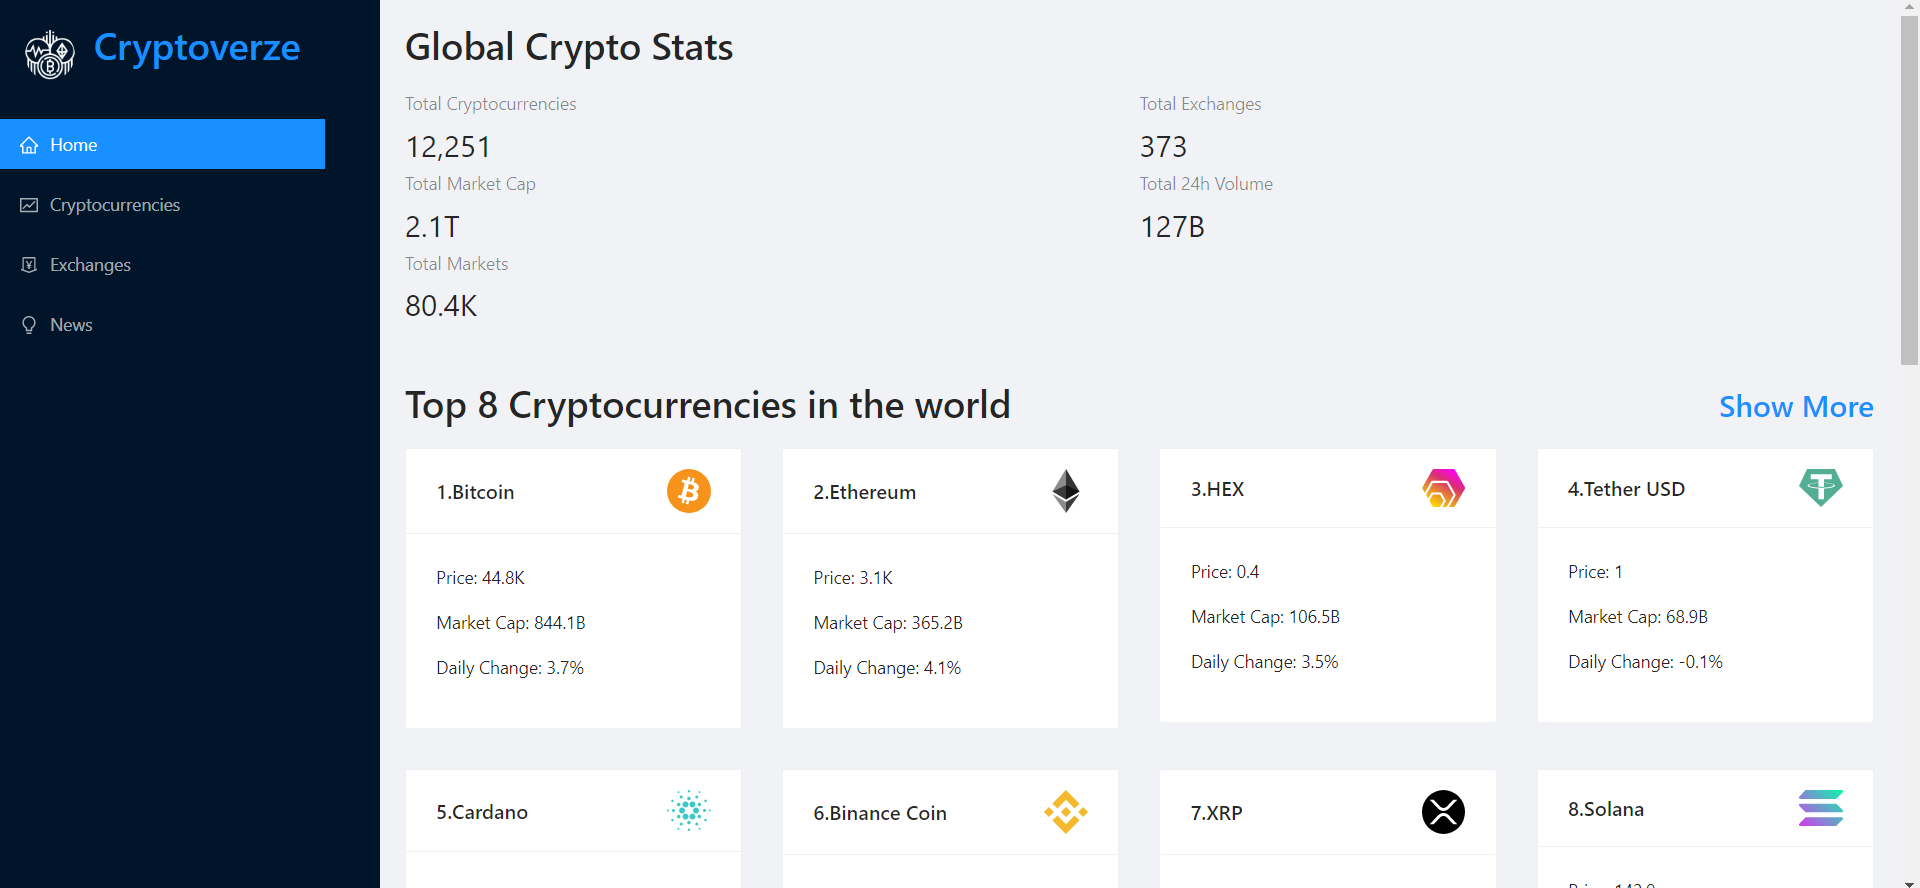 Cryptoverze
Home
Cryptocurrencies
Exchanges
News
Global Crypto Stats
Total Cryptocurrencies
12,251
Total Exchanges
373
Total Market Cap
2.1T
Total 24h Volume
127B
Total Markets
80.4K
Top 8 Cryptocurrencies in the world
Show More
1.Bitcoin
Price: 44.8K
Market Cap: 844.1B
Daily Change: 3.7%
2.Ethereum
Price: 3.1K
Market Cap: 365.2B
Daily Change: 4.1%
3.HEX
Price: 0.4
Market Cap: 106.5B
Daily Change: 3.5%
4.Tether USD
Price: 1
Market Cap: 68.9B
Daily Change: -0.1%
5.Cardano
6.Binance Coin
7.XRP
8.Solana